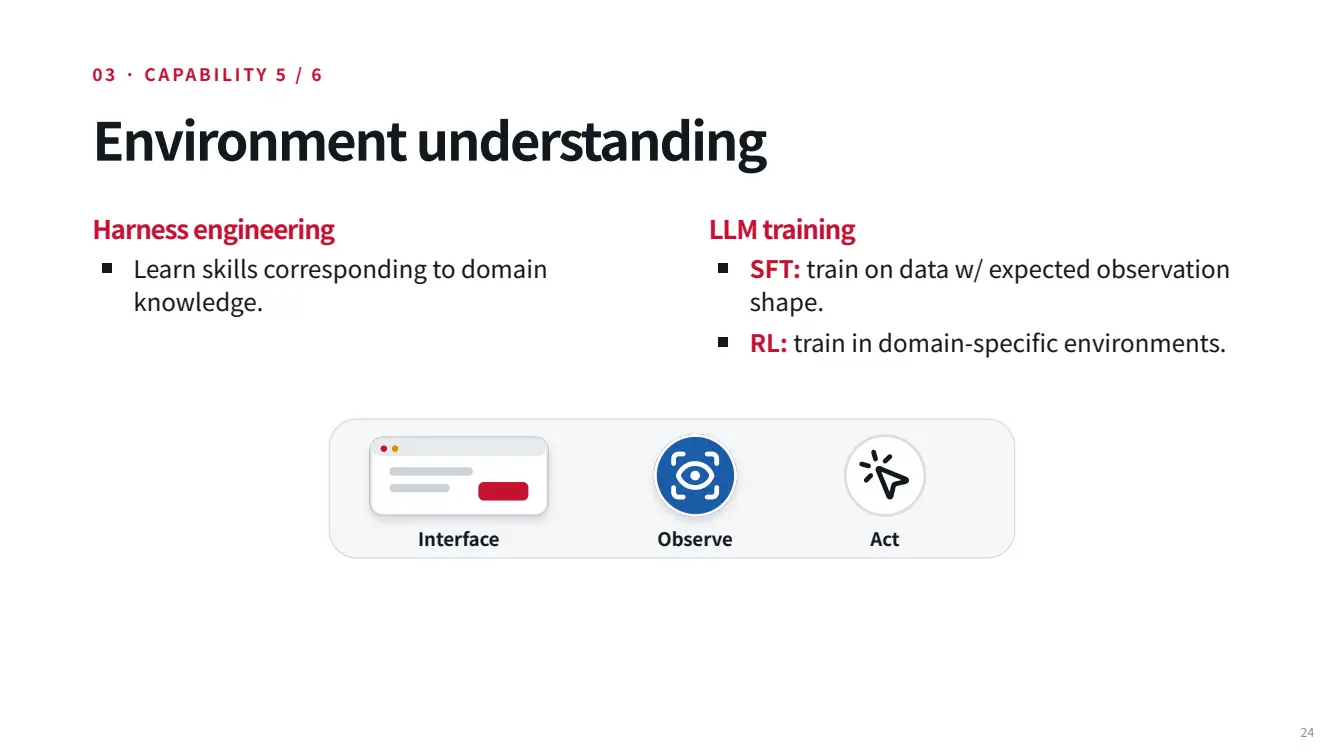 03 · CAPABILITY 5 / 6
Environment understanding
Harness engineering
▪ Learn skills corresponding to domain
knowledge.
LLM training
▪ SFT: train on data w/ expected observation
shape.
▪ RL: train in domain-specific environments.
Interface
Observe
Act
24